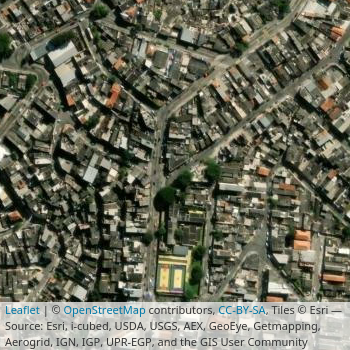 Leaflet | © OpenStreetMap contributors, CC-BY-SA, Tiles © Esri —
Source: Esri, i-cubed, USDA, USGS, AEX, GeoEye, Getmapping,
Aerogrid, IGN, IGP, UPR-EGP, and the GIS User Community